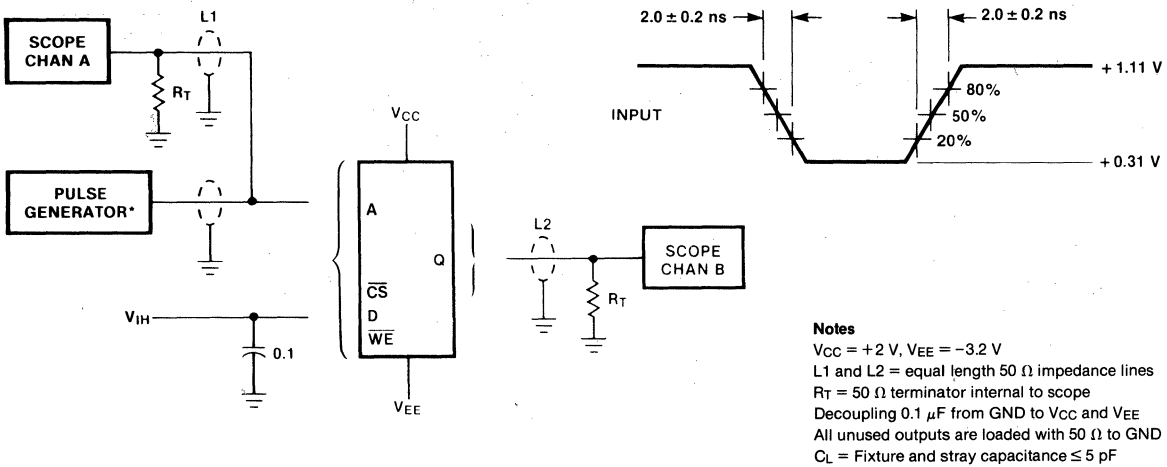 SCOPE
CHAN A
L1
RT
PULSE
GENERATOR*
VIH
0.1
VCC
A
Q
CS
D
WE
VEE
L2
RT
SCOPE
CHAN B
2.0 ± 0.2 ns
2.0 ± 0.2 ns
INPUT
+ 1.11 V
80%
50%
20%
+ 0.31 V
Notes
VCC = +2 V, VEE = −3.2 V
L1 and L2 = equal length 50 Ω impedance lines
RT = 50 Ω terminator internal to scope
Decoupling 0.1 μF from GND to VCC and VEE
All unused outputs are loaded with 50 Ω to GND
CL = Fixture and stray capacitance ≤ 5 pF